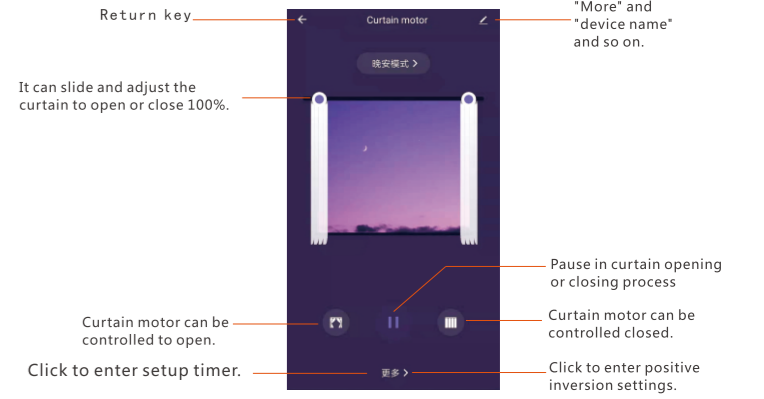 Return key
Curtain motor
"More" and
"device name"
and so on.
晚安模式 >
It can slide and adjust the
curtain to open or close 100%.
Pause in curtain opening
or closing process
Curtain motor can be
controlled to open.
Curtain motor can be
controlled closed.
Click to enter setup timer.
更多 >
Click to enter positive
inversion settings.